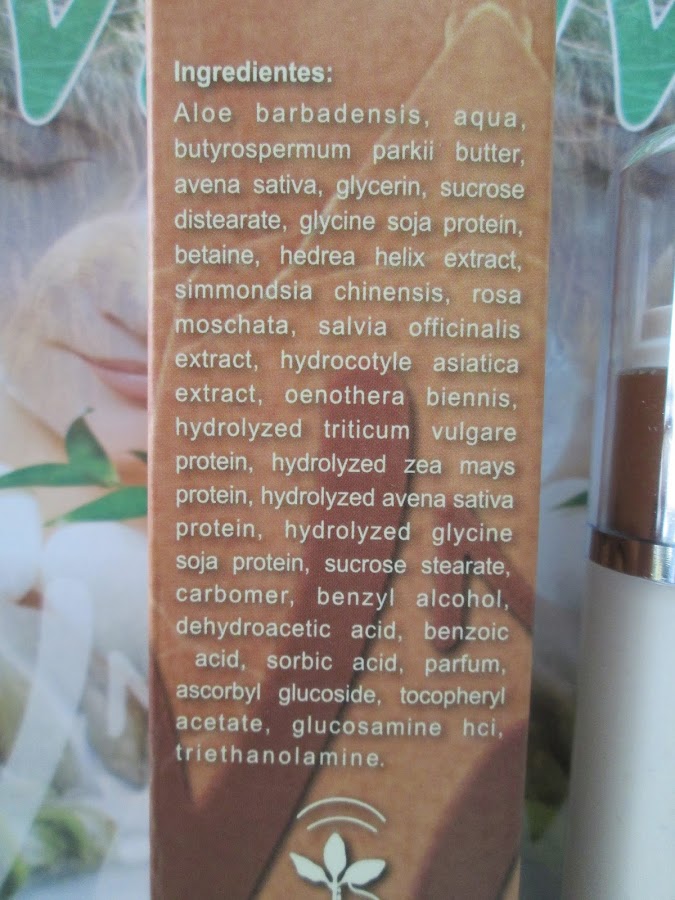 Ingredientes:
Aloe barbadensis, aqua,
butyrospermum parkii butter,
avena sativa, glycerin, sucrose
distearate, glycine soja protein,
betaine, hedrea helix extract,
simmondsia chinensis, rosa
moschata, salvia officinalis
extract, hydrocotyle asiatica
extract, oenothera biennis,
hydrolyzed triticum vulgare
protein, hydrolyzed zea mays
protein, hydrolyzed avena sativa
protein, hydrolyzed glycine
soja protein, sucrose stearate,
carbomer, benzyl alcohol,
dehydroacetic acid, benzoic
acid, sorbic acid, parfum,
ascorbyl glucoside, tocopheryl
acetate, glucosamine hci,
triethanolamine.